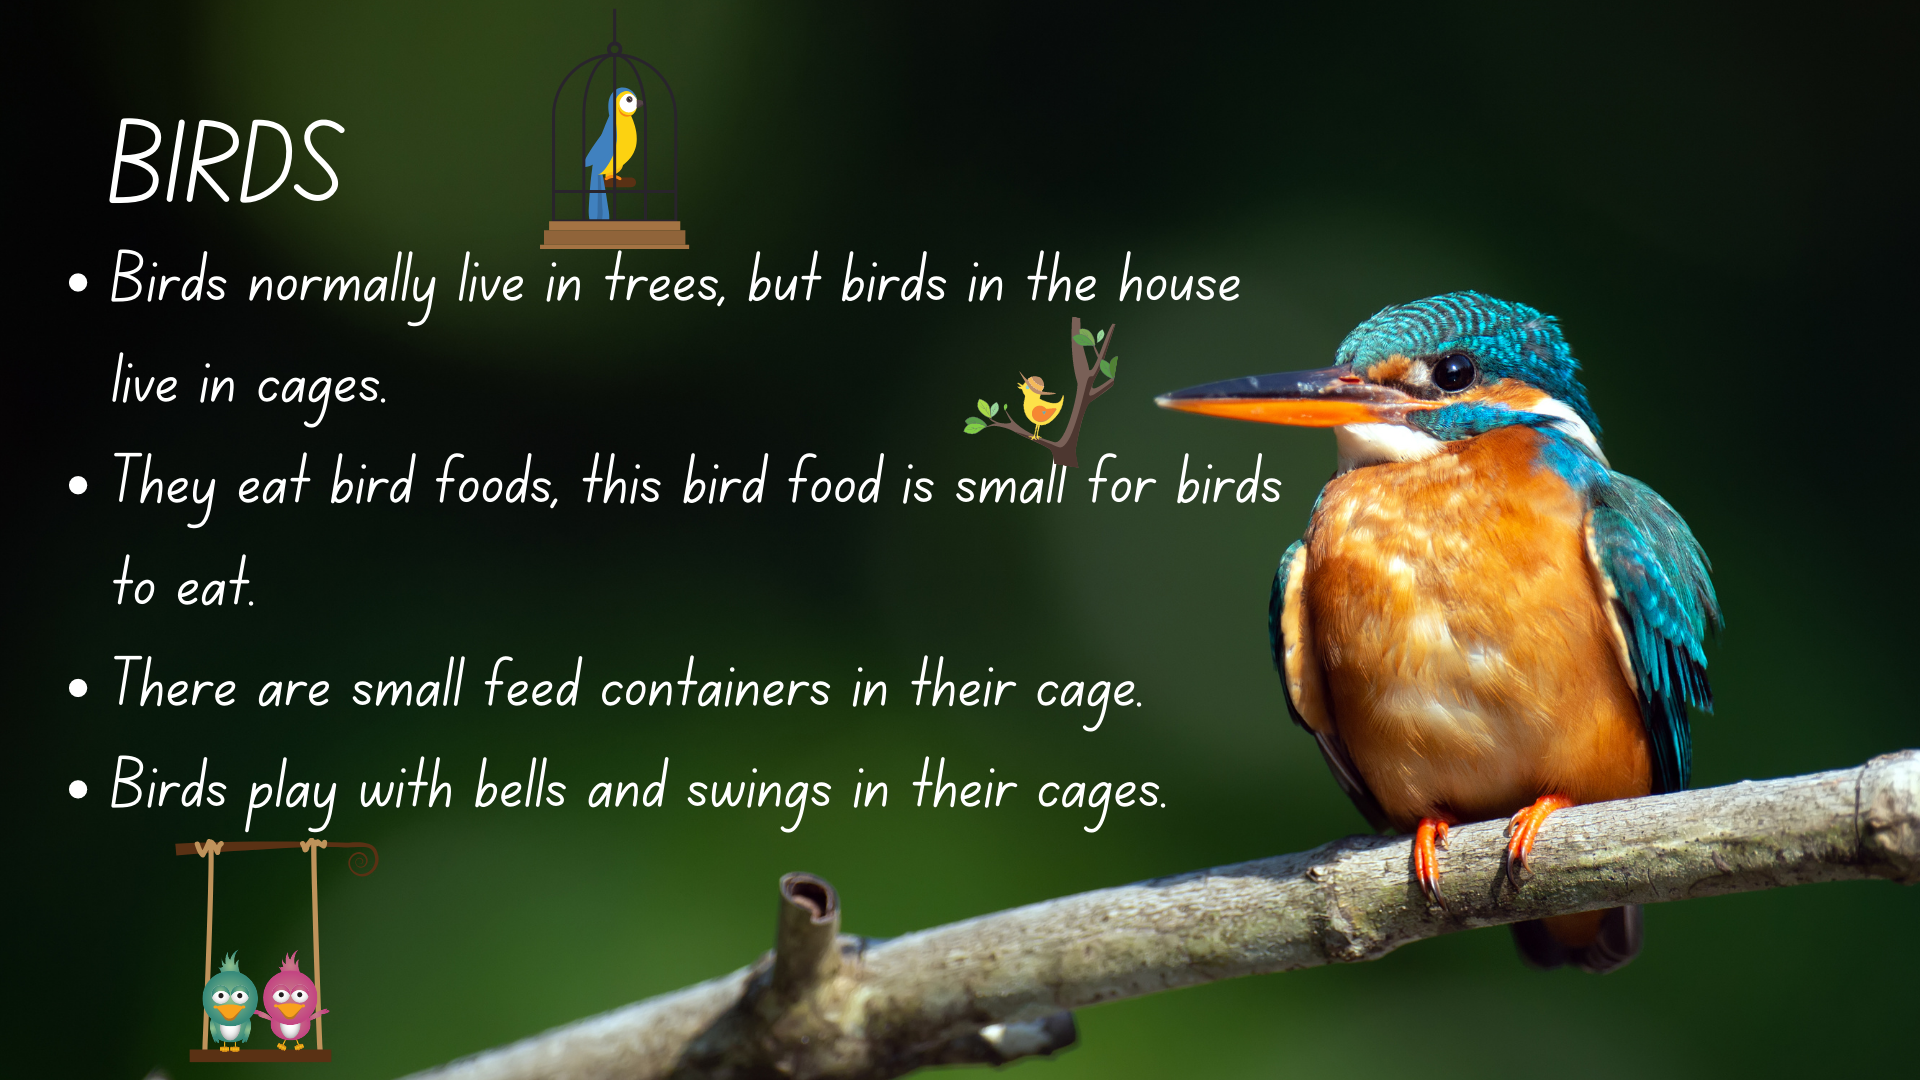 BIRDS
• Birds normally live in trees, but birds in the house
live in cages.
• They eat bird foods, this bird food is small for birds
to eat.
• There are small feed containers in their cage.
• Birds play with bells and swings in their cages.